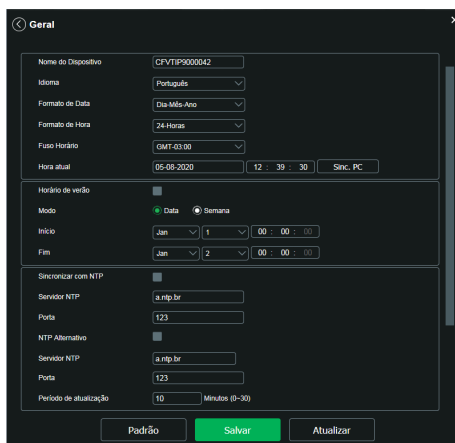 Geral
Nome do Dispositivo CFVTIP9000042
Idioma Português
Formato de Data Dia-Mês-Ano
Formato de Hora 24-Horas
Fuso Horário GMT-03:00
Hora atual 05-08-2020 12 : 39 : 30 Sinc. PC
Horário de verão
Modo Data Semana
Início Jan 1 00 : 00 : 00
Fim Jan 2 00 : 00 : 00
Sincronizar com NTP
Servidor NTP a.ntp.br
Porta 123
NTP Alternativo
Servidor NTP a.ntp.br
Porta 123
Período de atualização 10 Minutos (0~30)
Padrão Salvar Atualizar